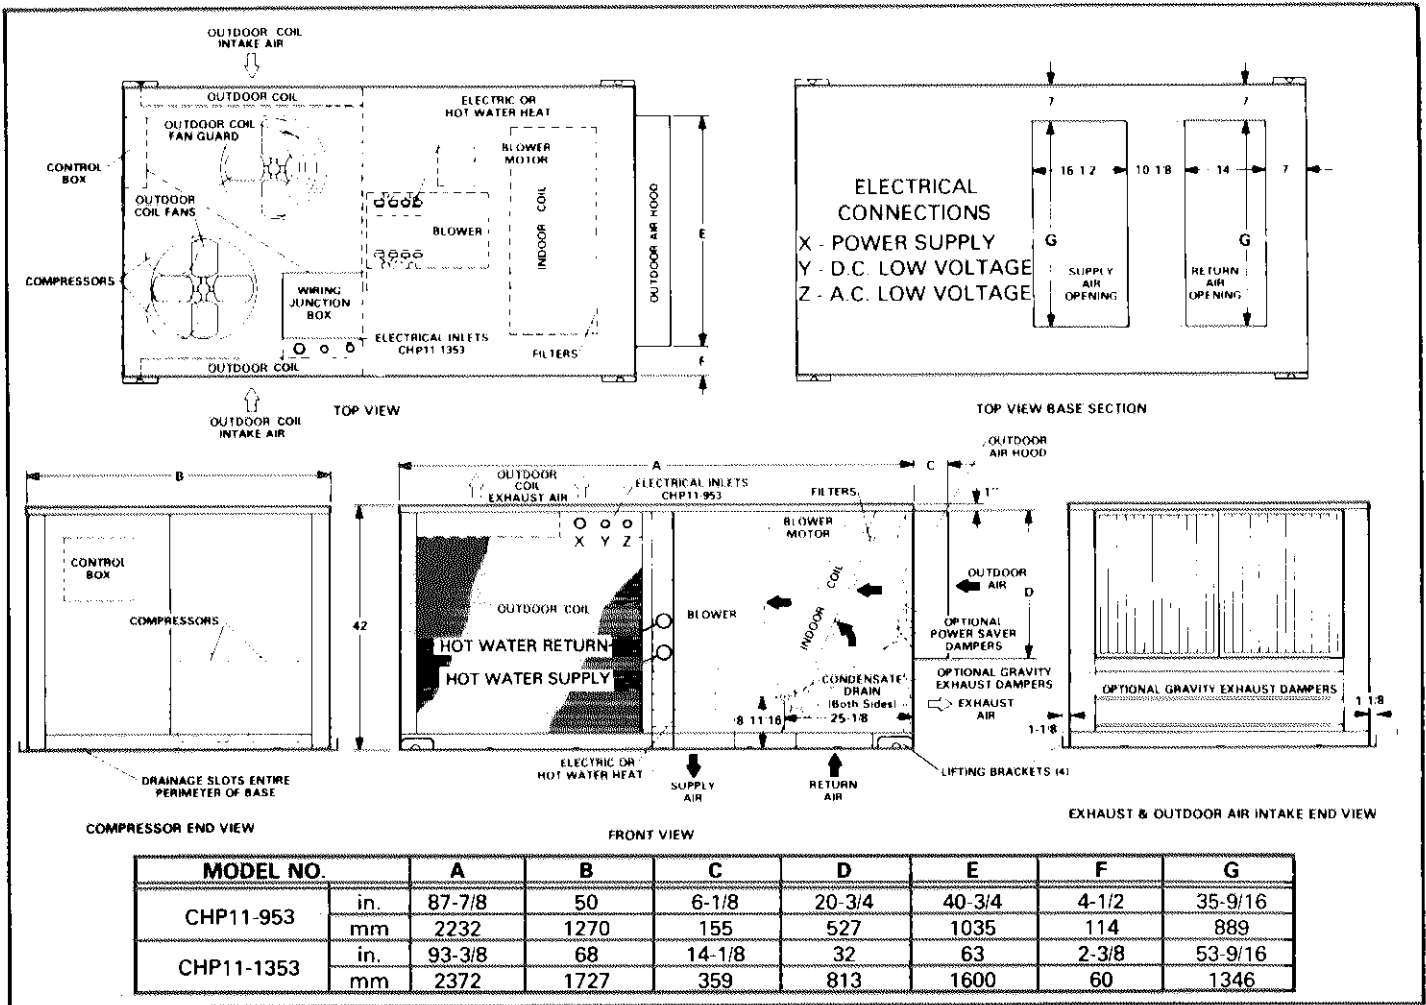 OUTDOOR COIL
INTAKE AIR
OUTDOOR COIL
ELECTRIC OR
HOT WATER HEAT
OUTDOOR COIL
FAN GUARD
BLOWER
MOTOR
CONTROL
BOX
OUTDOOR
COIL FANS
BLOWER
INDOOR COIL
OUTDOOR AIR HOOD
E
COMPRESSORS
WIRING
JUNCTION
BOX
ELECTRICAL INLETS
CHP11-1353
FILTERS
F
OUTDOOR COIL
OUTDOOR COIL
INTAKE AIR
TOP VIEW
7
7
16 1/2
10 1/8
14
7
ELECTRICAL
CONNECTIONS
X - POWER SUPPLY
Y - D.C. LOW VOLTAGE
Z - A.C. LOW VOLTAGE
G
G
SUPPLY
AIR
OPENING
RETURN
AIR
OPENING
TOP VIEW BASE SECTION
B
CONTROL
BOX
COMPRESSORS
42
DRAINAGE SLOTS ENTIRE
PERIMETER OF BASE
COMPRESSOR END VIEW
A
C
OUTDOOR
AIR HOOD
OUTDOOR
COIL
EXHAUST AIR
ELECTRICAL INLETS
CHP11-953
FILTERS
1"
X Y Z
BLOWER
MOTOR
OUTDOOR COIL
BLOWER
INDOOR COIL
OUTDOOR
AIR
D
HOT WATER RETURN
HOT WATER SUPPLY
OPTIONAL
POWER SAVER
DAMPERS
CONDENSATE
DRAIN
(Both Sides)
25-1/8
8 11/16
OPTIONAL GRAVITY
EXHAUST DAMPERS
EXHAUST
AIR
ELECTRIC OR
HOT WATER HEAT
SUPPLY
AIR
RETURN
AIR
LIFTING BRACKETS (4)
FRONT VIEW
OPTIONAL GRAVITY EXHAUST DAMPERS
1-1/8
1 1/8
EXHAUST & OUTDOOR AIR INTAKE END VIEW
MODEL NO. A B C D E F G
CHP11-953 in. 87-7/8 50 6-1/8 20-3/4 40-3/4 4-1/2 35-9/16
mm 2232 1270 155 527 1035 114 889
CHP11-1353 in. 93-3/8 68 14-1/8 32 63 2-3/8 53-9/16
mm 2372 1727 359 813 1600 60 1346